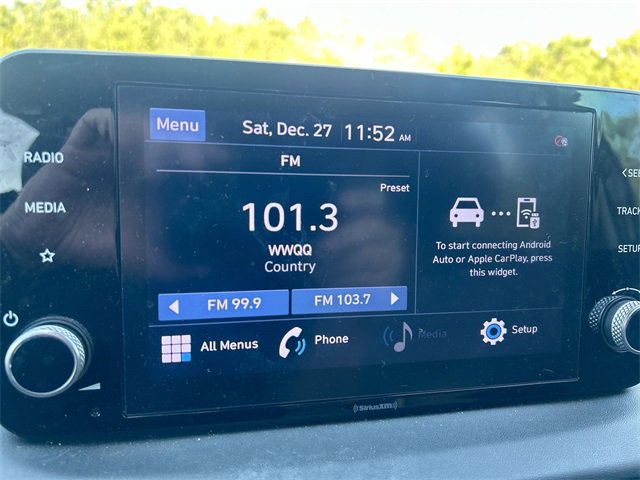 Menu
Sat, Dec. 27 11:52 AM
FM
Preset
101.3
WWQQ
Country
FM 99.9
FM 103.7
To start connecting Android
Auto or Apple CarPlay, press
this widget.
All Menus
Phone
Media
Setup
RADIO
MEDIA
SEE
TRACK
SETUP
SiriusXM